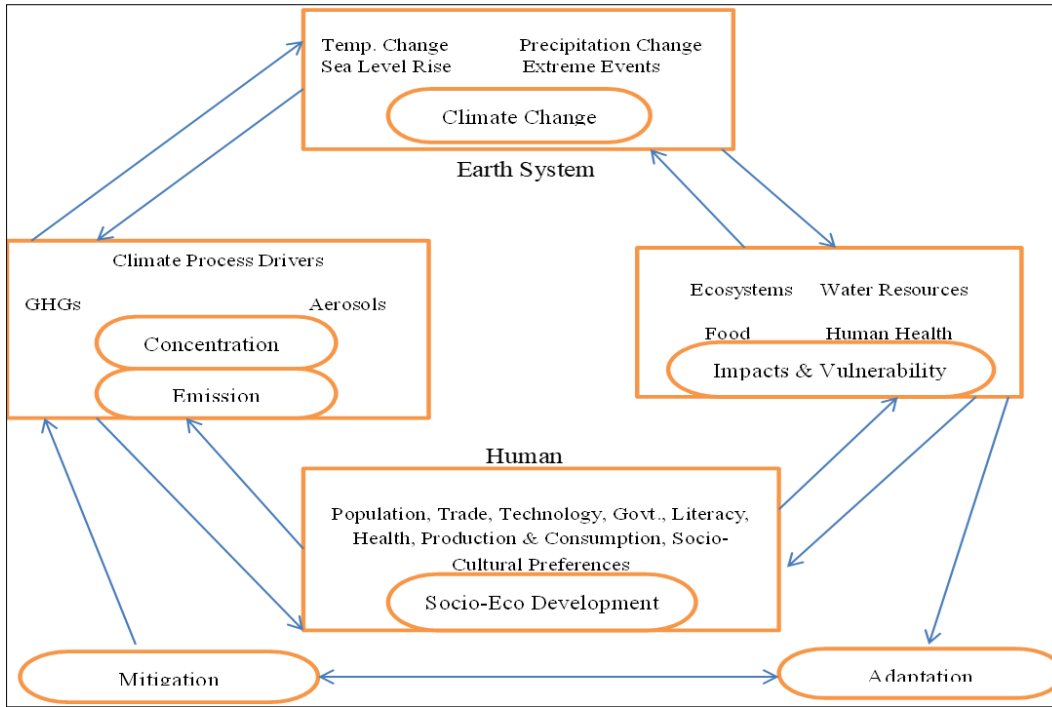 Temp. Change Precipitation Change
Sea Level Rise Extreme Events
Climate Change
Earth System
Climate Process Drivers
GHGs Aerosols
Concentration
Emission
Ecosystems Water Resources
Food Human Health
Impacts & Vulnerability
Human
Population, Trade, Technology, Govt., Literacy,
Health, Production & Consumption, Socio-
Cultural Preferences
Socio-Eco Development
Mitigation
Adaptation